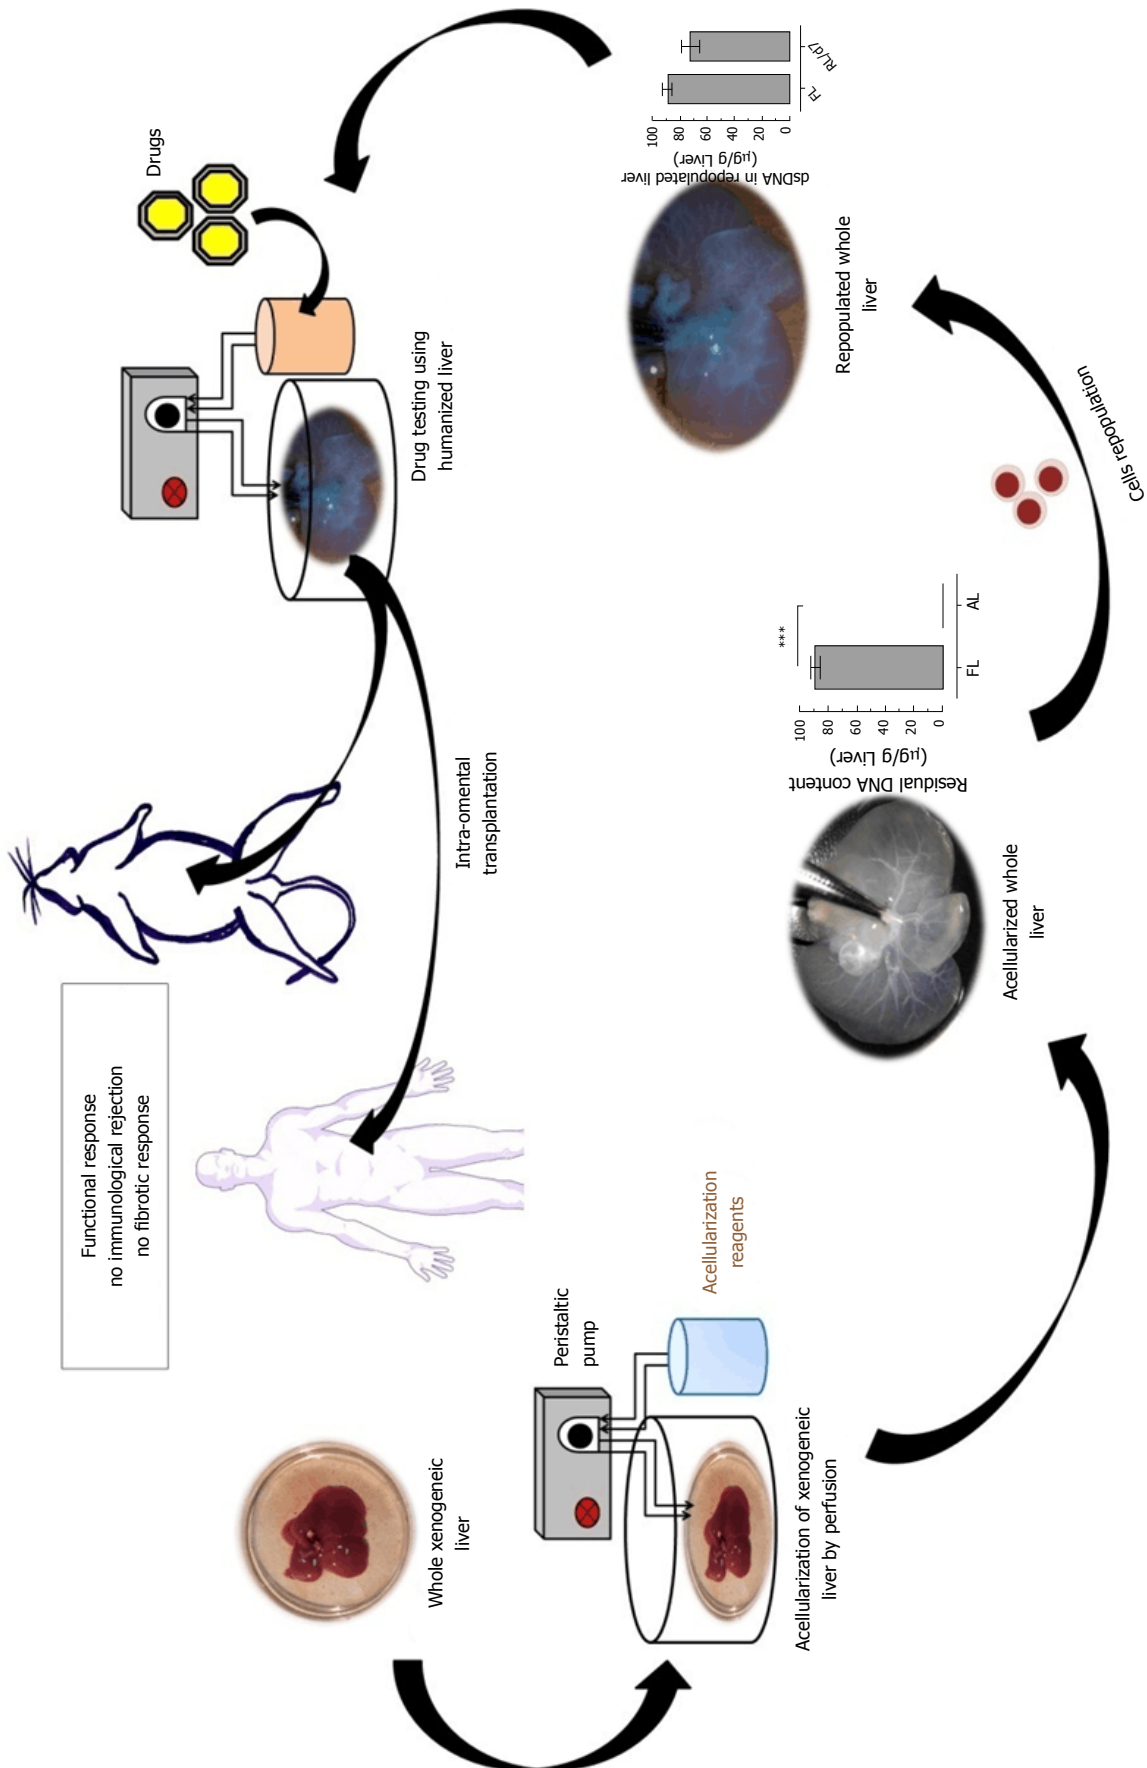 Whole xenogeneic
liver
Peristaltic
pump
Acellularization
reagents
Acellularization of xenogeneic
liver by perfusion
Acellularized whole
liver
Residual DNA content
(μg/g Liver)
100
80
60
40
20
0
***
FL
AL
Cells repopulation
Repopulated whole
liver
dsDNA in repopulated liver
(μg/g Liver)
100
80
60
40
20
0
FL
RL/d7
Drugs
Drug testing using
humanized liver
Intra-omental
transplantation
Functional response
no immunological rejection
no fibrotic response